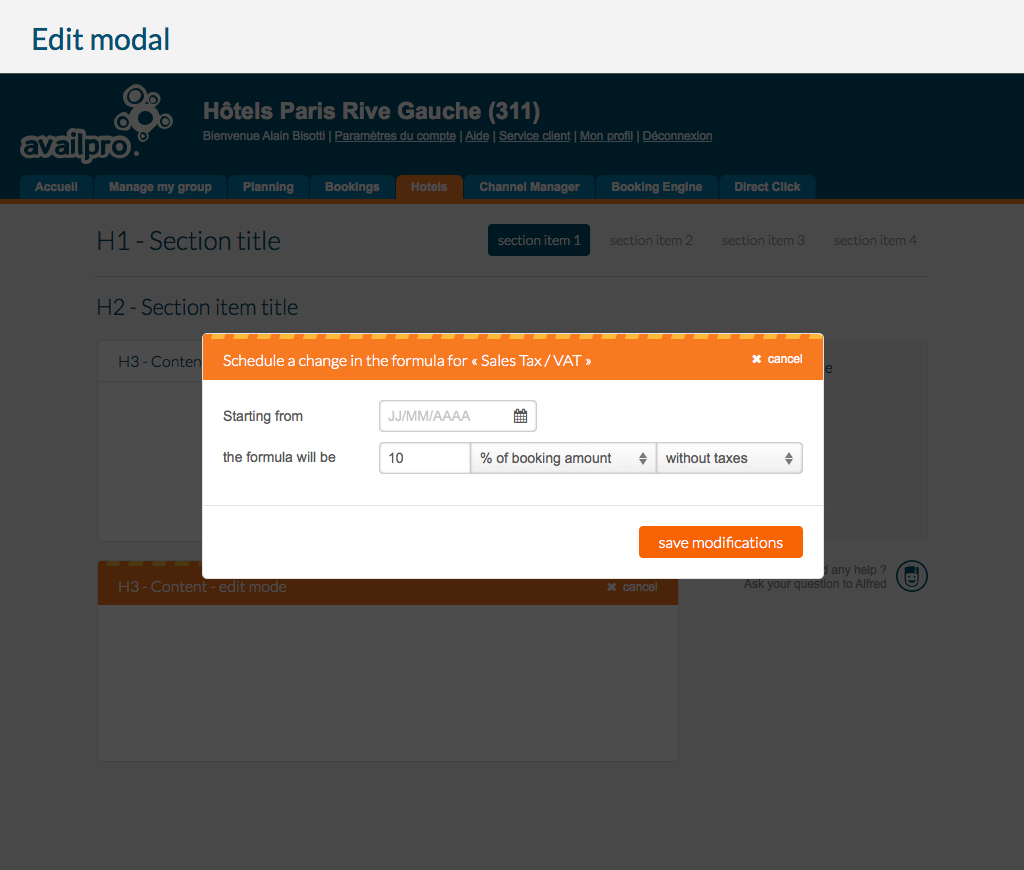 Edit modal
availpro
Hôtels Paris Rive Gauche (311)
Bienvenue Alain Bisotti | Paramètres du compte | Aide | Service client | Mon profil | Déconnexion
Accueil Manage my group Planning Bookings Hotels Channel Manager Booking Engine Direct Click
H1 - Section title
section item 1 section item 2 section item 3 section item 4
H2 - Section item title
H3 - Conten
Schedule a change in the formula for « Sales Tax / VAT »
✖ cancel
Starting from JJ/MM/AAAA
the formula will be 10 % of booking amount without taxes
save modifications
H3 - Content - edit mode ✖ cancel
any help ?
Ask your question to Alfred